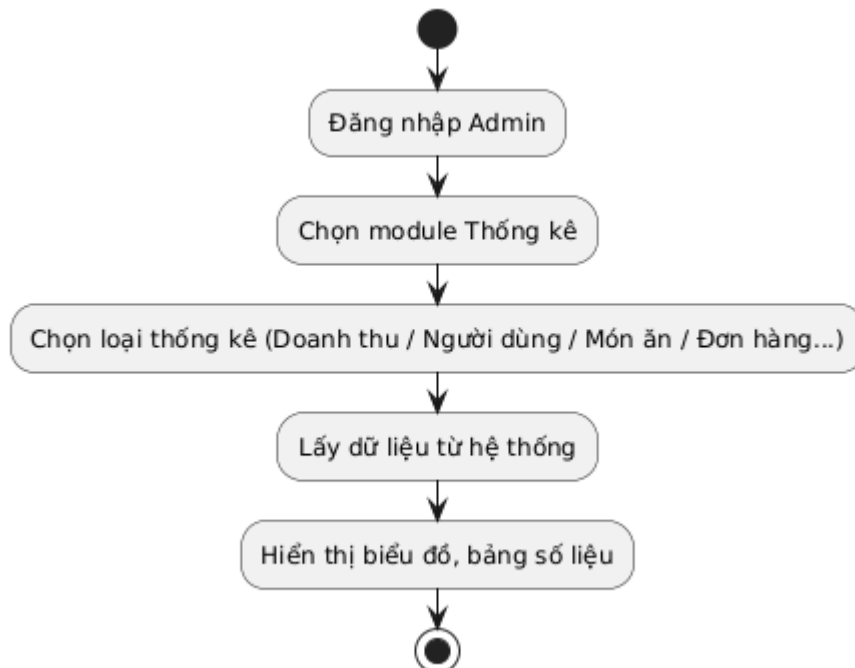 Đăng nhập Admin
Chọn module Thống kê
Chọn loại thống kê (Doanh thu / Người dùng / Món ăn / Đơn hàng...)
Lấy dữ liệu từ hệ thống
Hiển thị biểu đồ, bảng số liệu